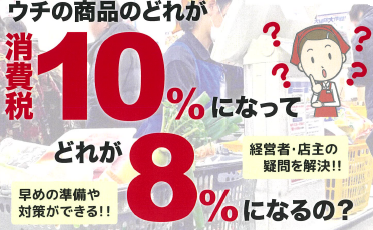 ウチの商品のどれが
消費税
10%になって
どれが
8%になるの?
経営者・店主の
疑問を解決!!
早めの準備や
対策ができる!!
? ? ? ?